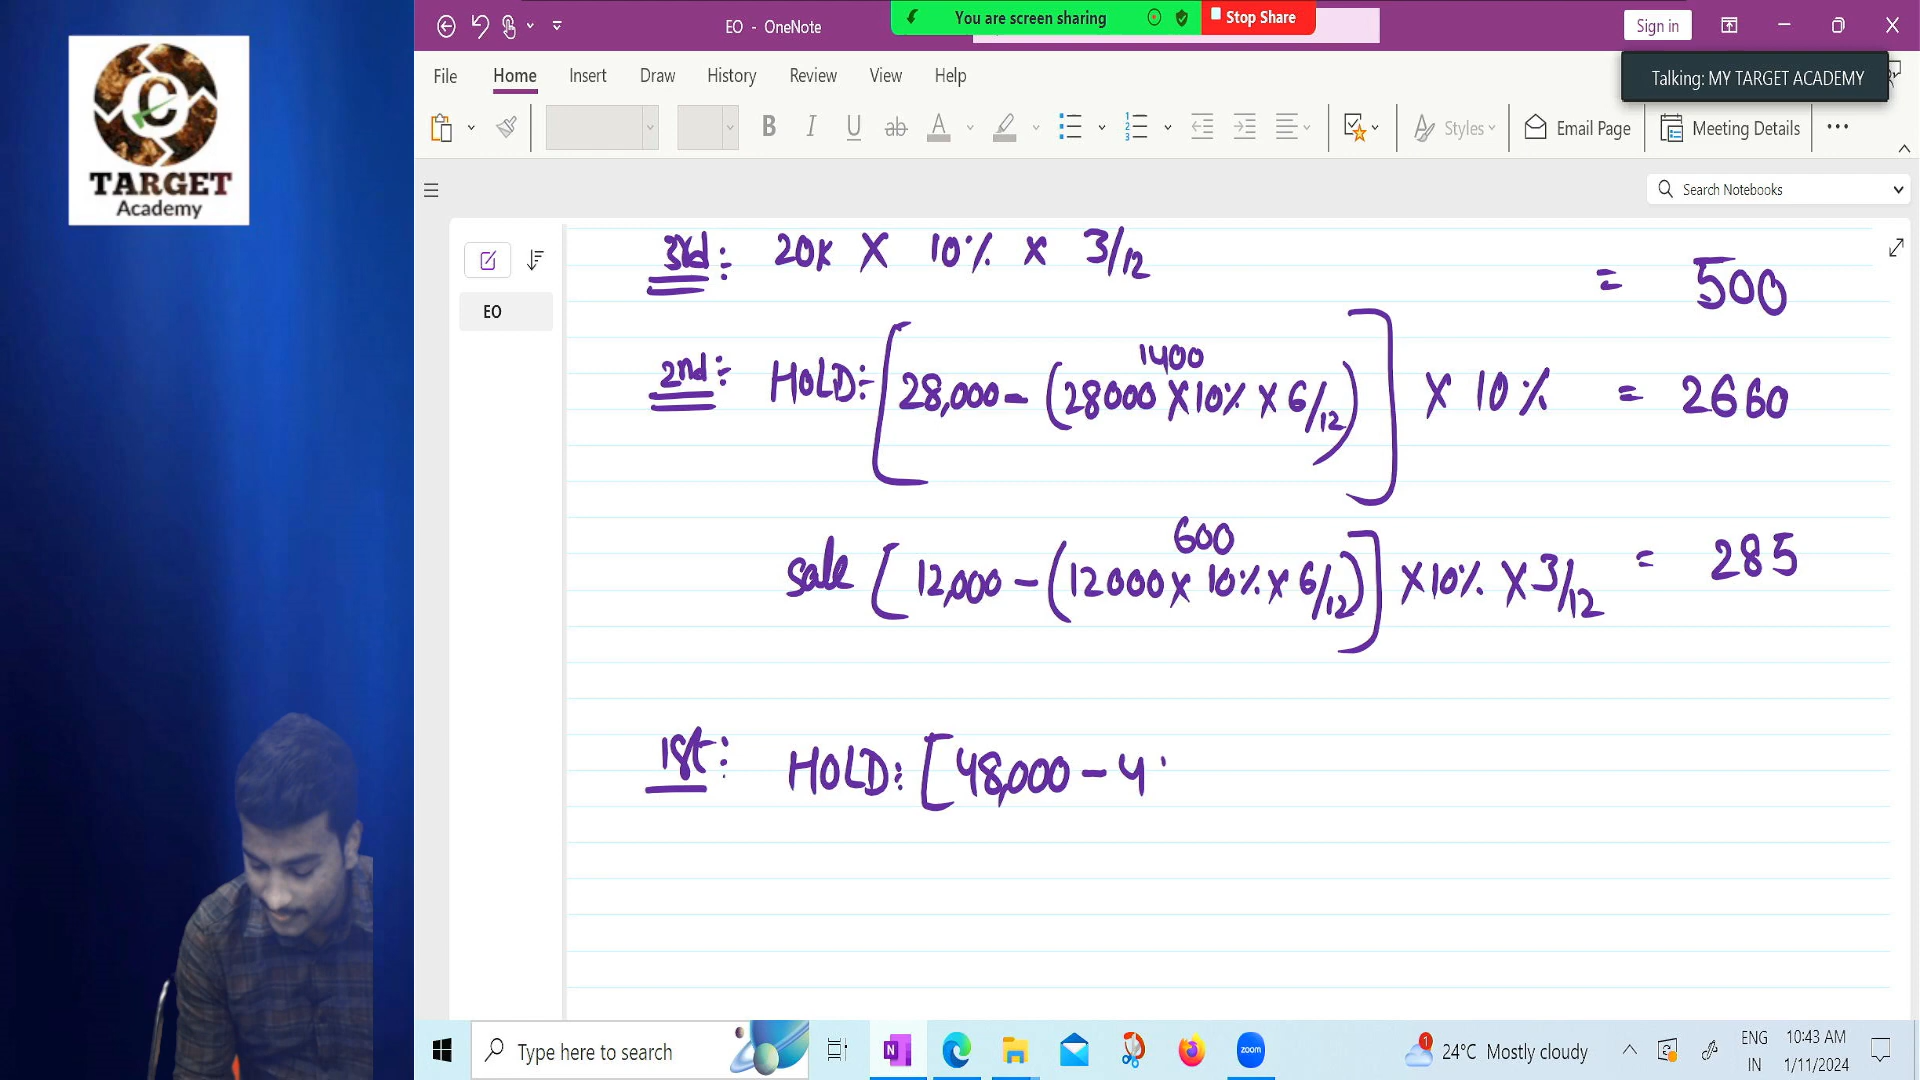 TARGET
Academy
EO - OneNote
You are screen sharing
Stop Share
Sign in
Talking: MY TARGET ACADEMY
File Home Insert Draw History Review View Help
B I U ab A
Styles
Email Page
Meeting Details
Search Notebooks
EO
3rd:- 20k X 10% x 3/12 = 500
1400
2nd:- HOLD:- [28,000 - (28000 X 10% X 6/12)] X 10% = 2660
600
sale [12,000 - (12000 x 10% x 6/12)] X 10% X 3/12 = 285
1st: HOLD: [48,000 - 4
Type here to search
N
zoom
1
24°C Mostly cloudy
ENG
IN
10:43 AM
1/11/2024